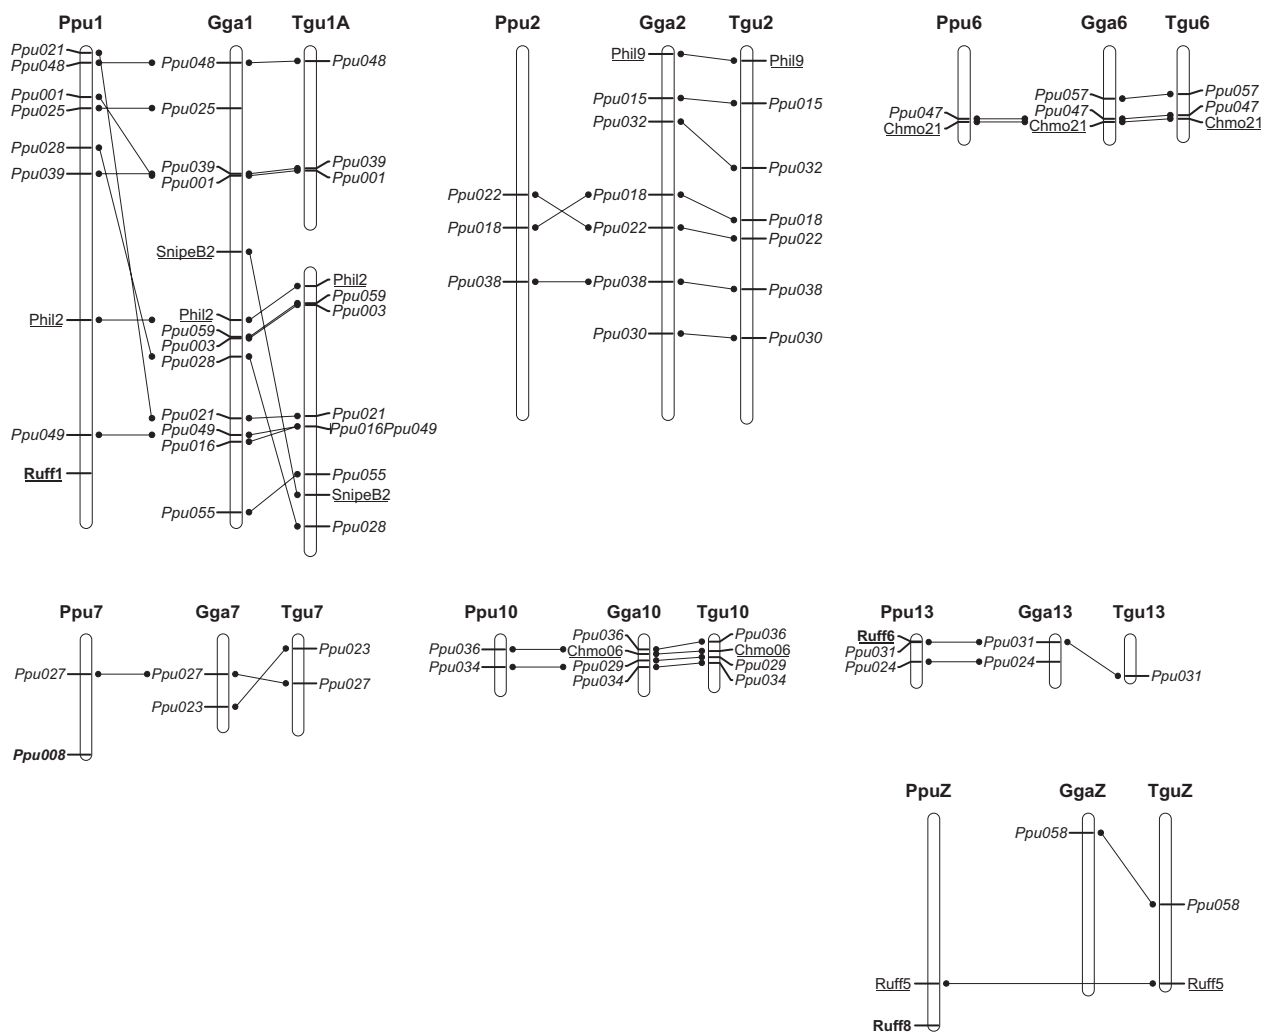 Ppu1 Gga1 Tgu1A
Ppu021
Ppu048
Ppu001
Ppu025
Ppu028
Ppu039
Phil2
Ppu049
Ruff1
Ppu048
Ppu025
Ppu039
Ppu001
SnipeB2
Phil2
Ppu059
Ppu003
Ppu028
Ppu021
Ppu049
Ppu016
Ppu055
Ppu048
Ppu039
Ppu001
Phil2
Ppu059
Ppu003
Ppu021
Ppu016Ppu049
Ppu055
SnipeB2
Ppu028
Ppu2 Gga2 Tgu2
Ppu022
Ppu018
Ppu038
Phil9
Ppu015
Ppu032
Ppu018
Ppu022
Ppu038
Ppu030
Phil9
Ppu015
Ppu032
Ppu018
Ppu022
Ppu038
Ppu030
Ppu6 Gga6 Tgu6
Ppu047
Chmo21
Ppu057
Ppu047
Chmo21
Ppu057
Ppu047
Chmo21
Ppu7 Gga7 Tgu7
Ppu027
Ppu008
Ppu027
Ppu023
Ppu023
Ppu027
Ppu10 Gga10 Tgu10
Ppu036
Ppu034
Ppu036
Chmo06
Ppu029
Ppu034
Ppu036
Chmo06
Ppu029
Ppu034
Ppu13 Gga13 Tgu13
Ruff6
Ppu031
Ppu024
Ppu031
Ppu024
Ppu031
PpuZ GgaZ TguZ
Ruff5
Ruff8
Ppu058
Ppu058
Ruff5